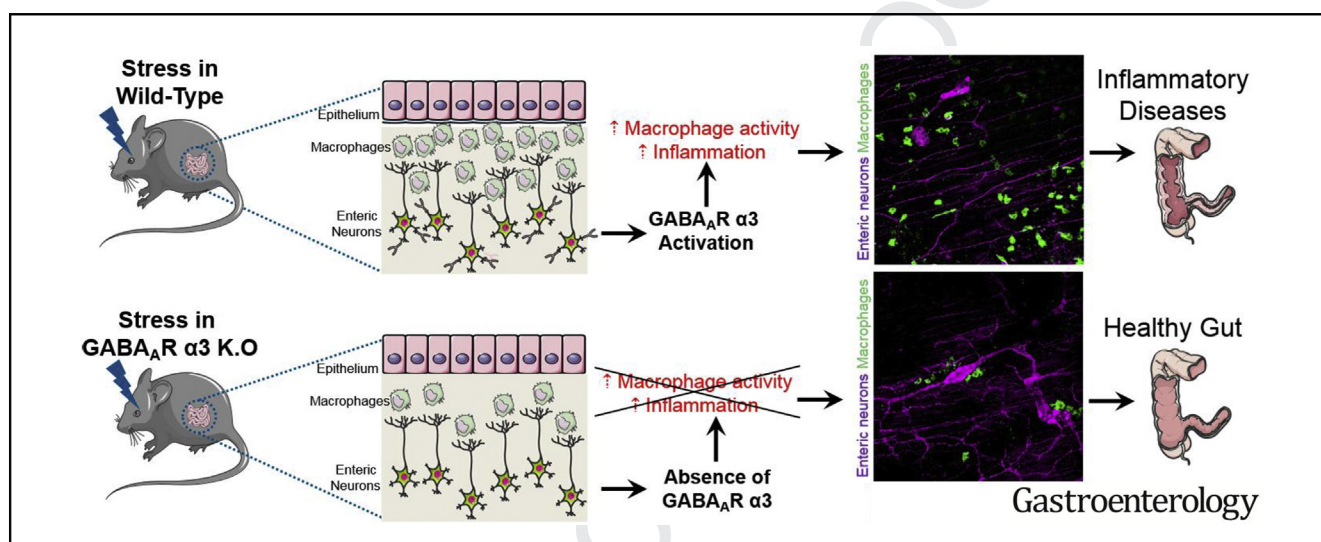 Stress in
Wild-Type
Epithelium
Macrophages
Enteric
Neurons
⇡ Macrophage activity
⇡ Inflammation
GABAAR α3
Activation
Enteric neurons Macrophages
Inflammatory
Diseases
Stress in
GABAAR α3 K.O
Epithelium
Macrophages
Enteric
Neurons
⇡ Macrophage activity
⇡ Inflammation
Absence of
GABAAR α3
Enteric neurons Macrophages
Healthy Gut
Gastroenterology